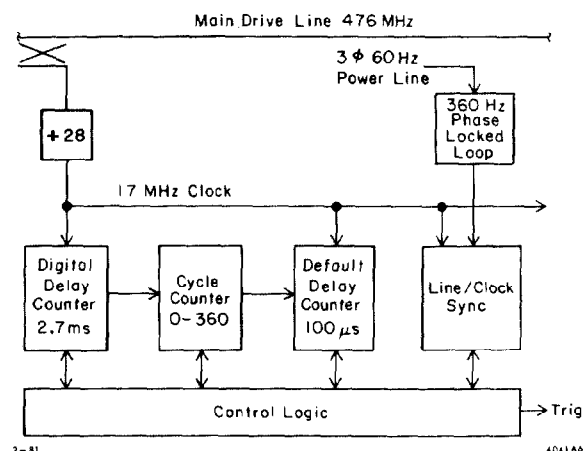 Main Drive Line 476 MHz
3 ϕ 60 Hz
Power Line
÷28
360 Hz
Phase
Locked
Loop
17 MHz Clock
Digital
Delay
Counter
2.7ms
Cycle
Counter
0-360
Default
Delay
Counter
100 μs
Line/Clock
Sync
Control Logic
Trig